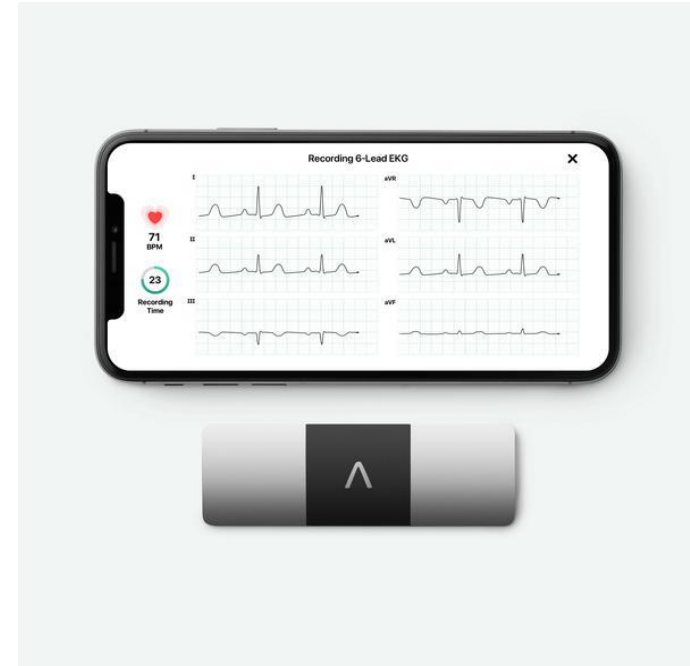 Recording 6-Lead EKG
X
I
aVR
71
BPM
II
aVL
23
Recording
Time
III
aVF